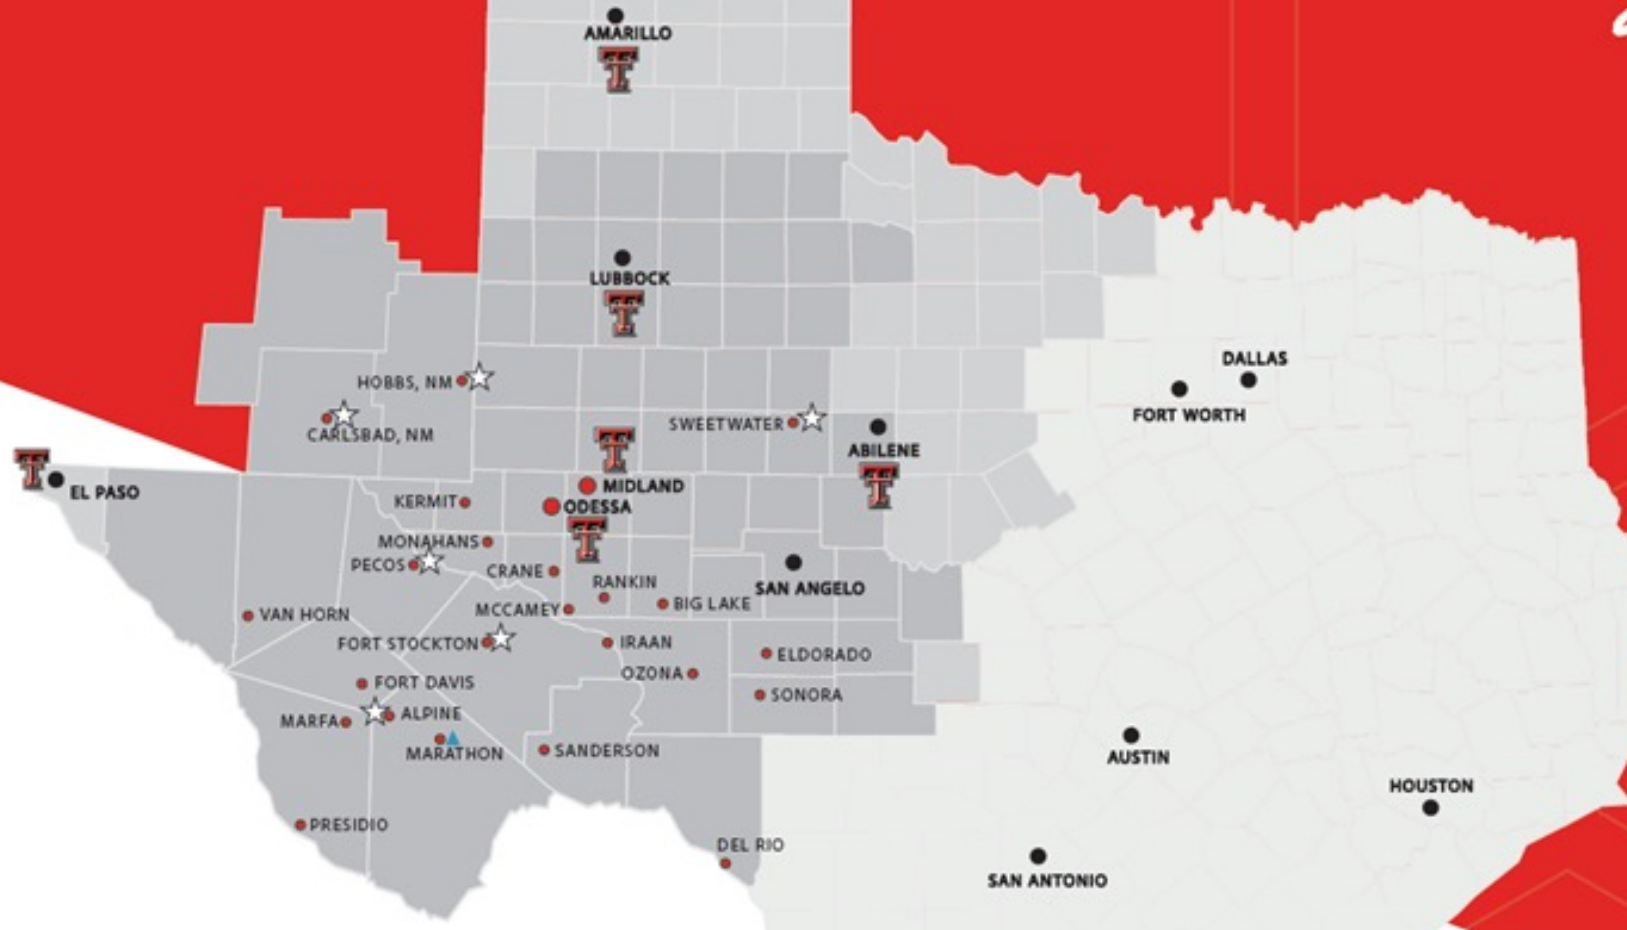 AMARILLO
LUBBOCK
DALLAS
FORT WORTH
HOBBS, NM
CARLSBAD, NM
SWEETWATER
ABILENE
EL PASO
MIDLAND
KERMIT
ODESSA
MONAHANS
PECOS
CRANE
RANKIN
SAN ANGELO
MCCAMEY
BIG LAKE
VAN HORN
FORT STOCKTON
IRAAN
ELDORADO
OZONA
FORT DAVIS
SONORA
MARFA
ALPINE
MARATHON
SANDERSON
AUSTIN
HOUSTON
PRESIDIO
DEL RIO
SAN ANTONIO